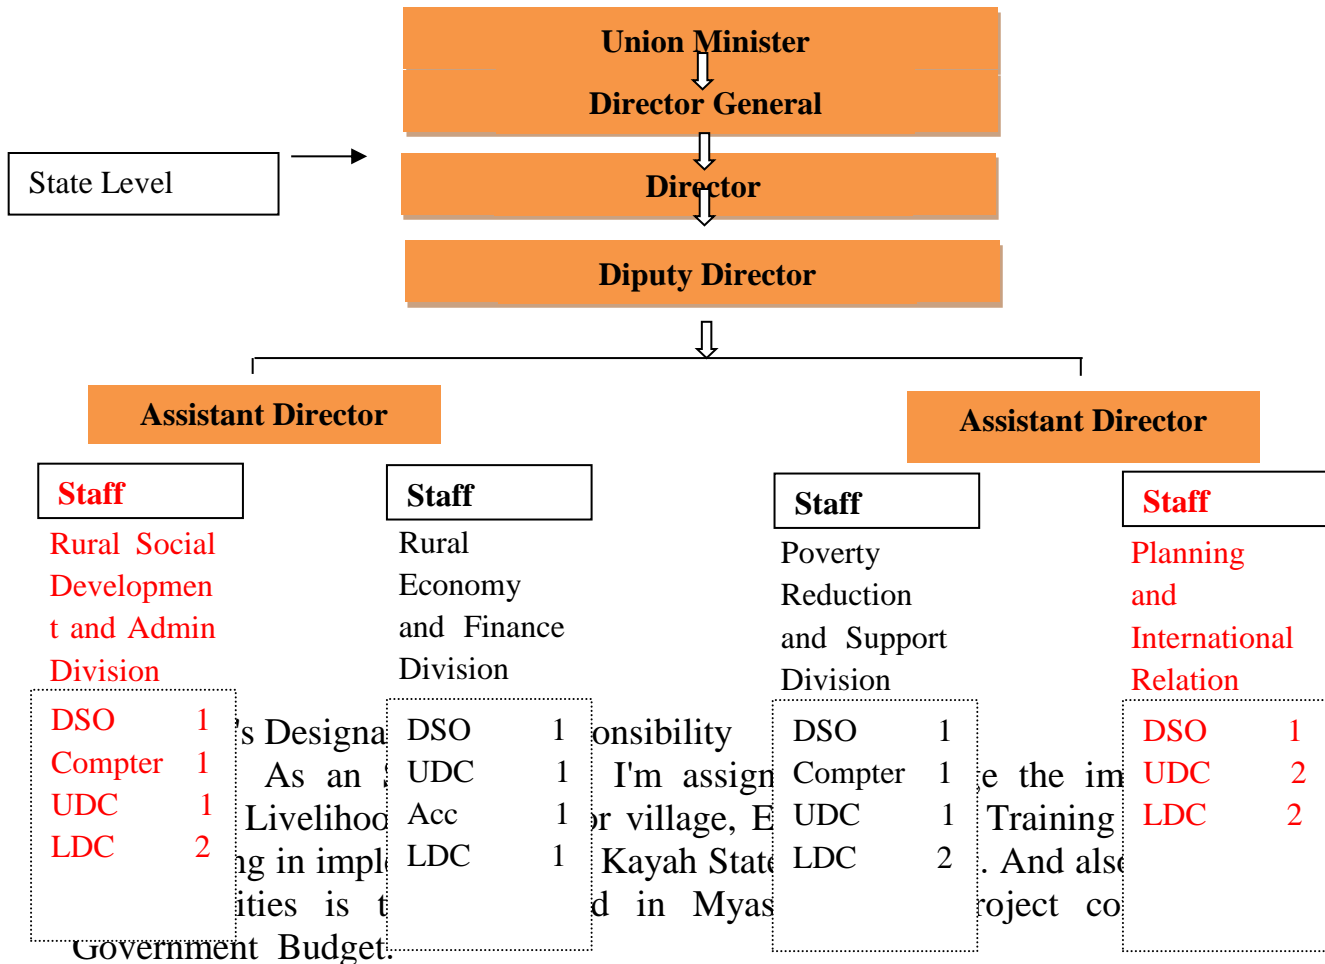 Union Minister
Director General
State Level
Director
Diputy Director
Assistant Director
Assistant Director
Staff
Rural Social
Developmen
t and Admin
Division
DSO 1
Compter 1
UDC 1
LDC 2
Staff
Rural
Economy
and Finance
Division
DSO 1
UDC 1
Acc 1
LDC 1
Staff
Poverty
Reduction
and Support
Division
DSO 1
Compter 1
UDC 1
LDC 2
Staff
Planning
and
International
Relation
DSO 1
UDC 2
LDC 2
's Designa onsibility
As an I'm assign e the im
Livelihoo or village, E Training
ng in imple Kayah State . And also
ities is t d in Myas roject co
Government Budget.